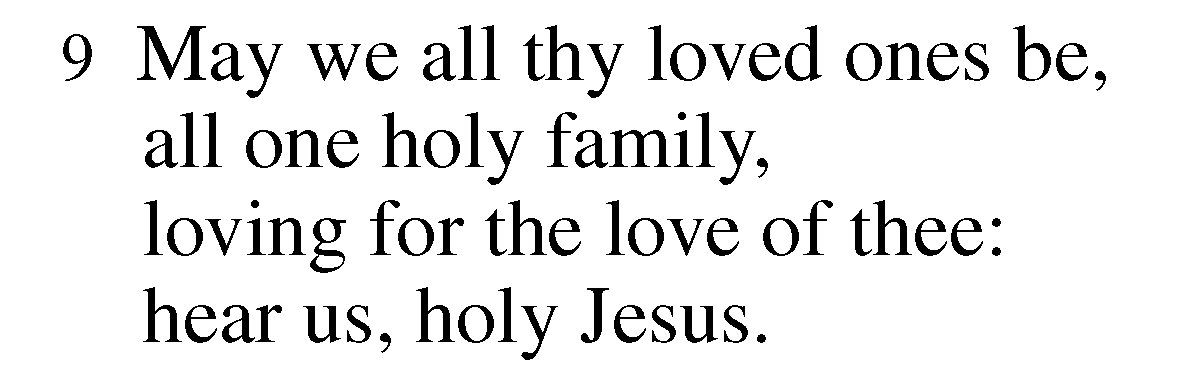 9 May we all thy loved ones be,
all one holy family,
loving for the love of thee:
hear us, holy Jesus.